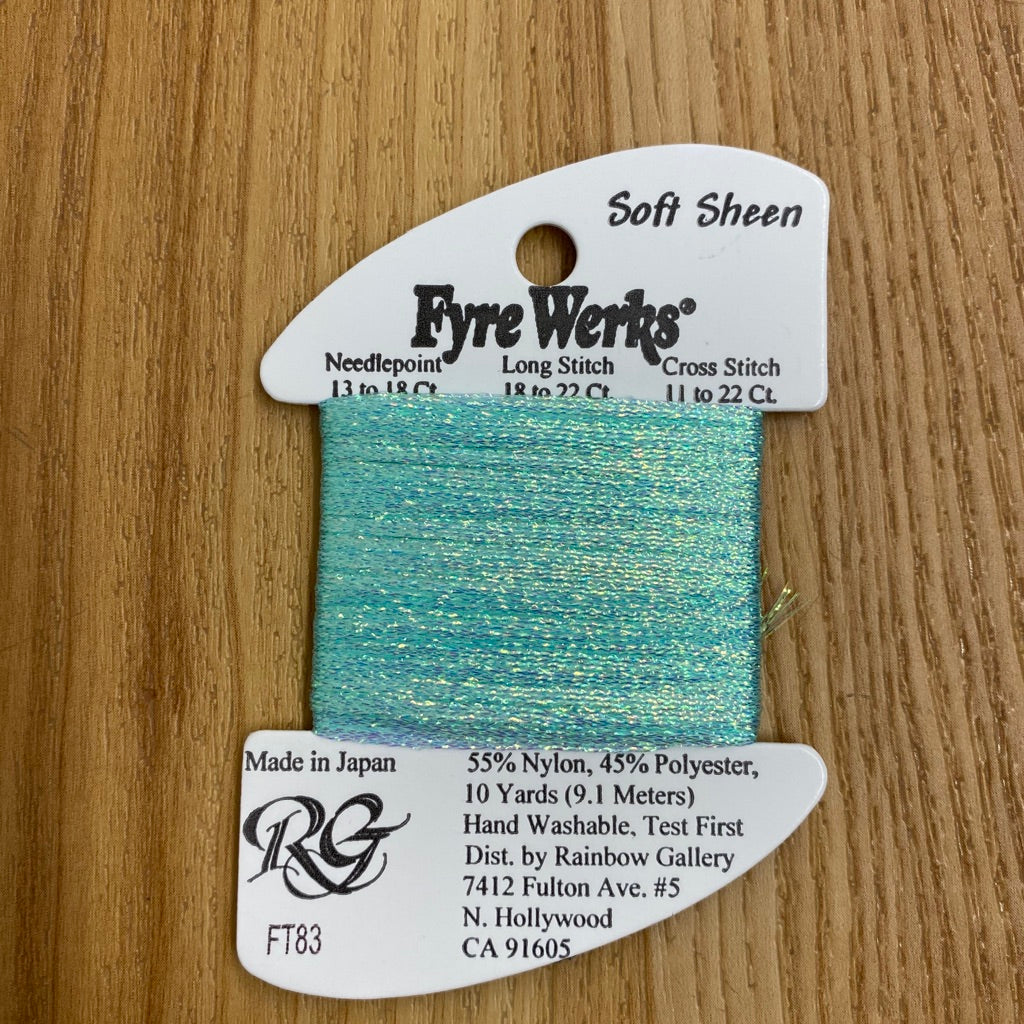 Soft Sheen
Fyre Werks®
Needlepoint Long Stitch Cross Stitch
13 to 18 Ct. 18 to 22 Ct. 11 to 22 Ct.
Made in Japan
RG
FT83
55% Nylon, 45% Polyester,
10 Yards (9.1 Meters)
Hand Washable, Test First
Dist. by Rainbow Gallery
7412 Fulton Ave. #5
N. Hollywood
CA 91605